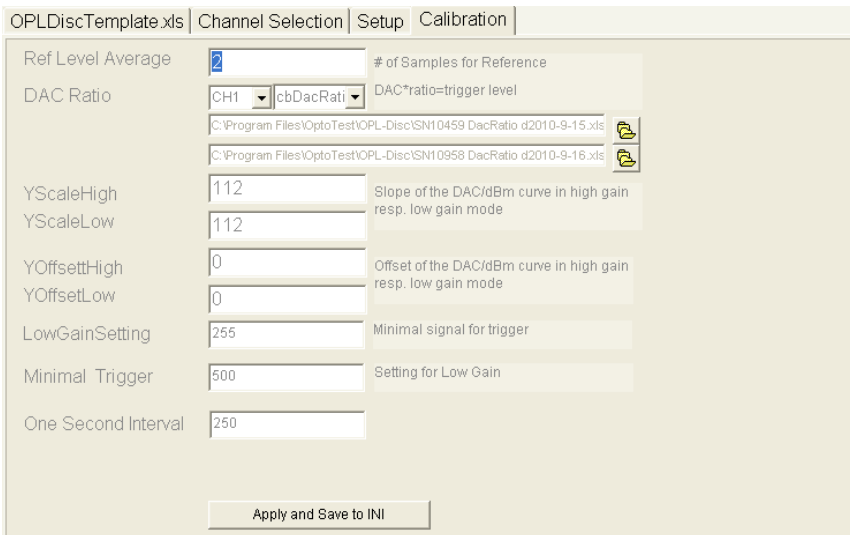 OPLDiscTemplate.xls Channel Selection Setup Calibration
Ref Level Average 2 # of Samples for Reference
DAC Ratio CH1 cbDacRati DAC*ratio=trigger level
C:\Program Files\OptoTest\OPL-Disc\SN10459 DacRatio d2010-9-15.xls
C:\Program Files\OptoTest\OPL-Disc\SN10958 DacRatio d2010-9-16.xls
YScaleHigh 112 Slope of the DAC/dBm curve in high gain
resp. low gain mode
YScaleLow 112
YOffsettHigh 0 Offset of the DAC/dBm curve in high gain
resp. low gain mode
YOffsetLow 0
LowGainSetting 255 Minimal signal for trigger
Minimal Trigger 500 Setting for Low Gain
One Second Interval 250
Apply and Save to INI